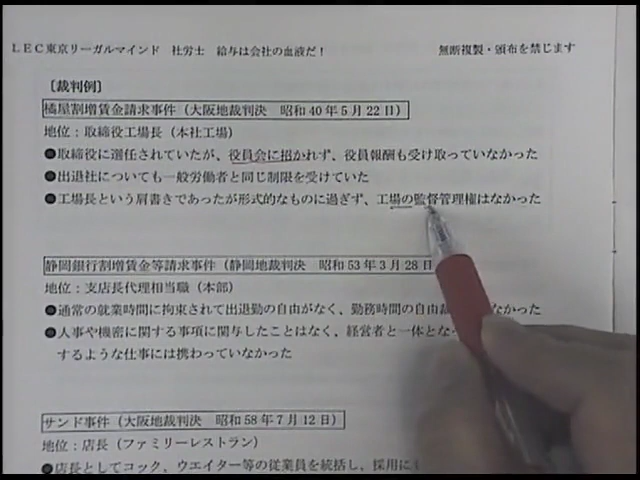 LEC東京リーガルマインド　社労士　給与は会社の血液だ！　無断複製・頒布を禁じます
〔裁判例〕
橘屋割増賃金請求事件（大阪地裁判決　昭和40年5月22日）
地位：取締役工場長（本社工場）
●取締役に選任されていたが、役員会に招かれず、役員報酬も受け取っていなかった
●出退社についても一般労働者と同じ制限を受けていた
●工場長という肩書きであったが形式的なものに過ぎず、工場の監督管理権はなかった
静岡銀行割増賃金等請求事件（静岡地裁判決　昭和53年3月28日
地位：支店長代理相当職（本部）
●通常の就業時間に拘束されて出退勤の自由がなく、勤務時間の自由裁 なかった
●人事や機密に関する事項に関与したことはなく、経営者と一体とな
するような仕事には携わっていなかった
サンド事件（大阪地裁判決　昭和58年7月12日）
地位：店長（ファミリーレストラン）
●店長としてコック、ウエイター等の従業員を統括し、採用に